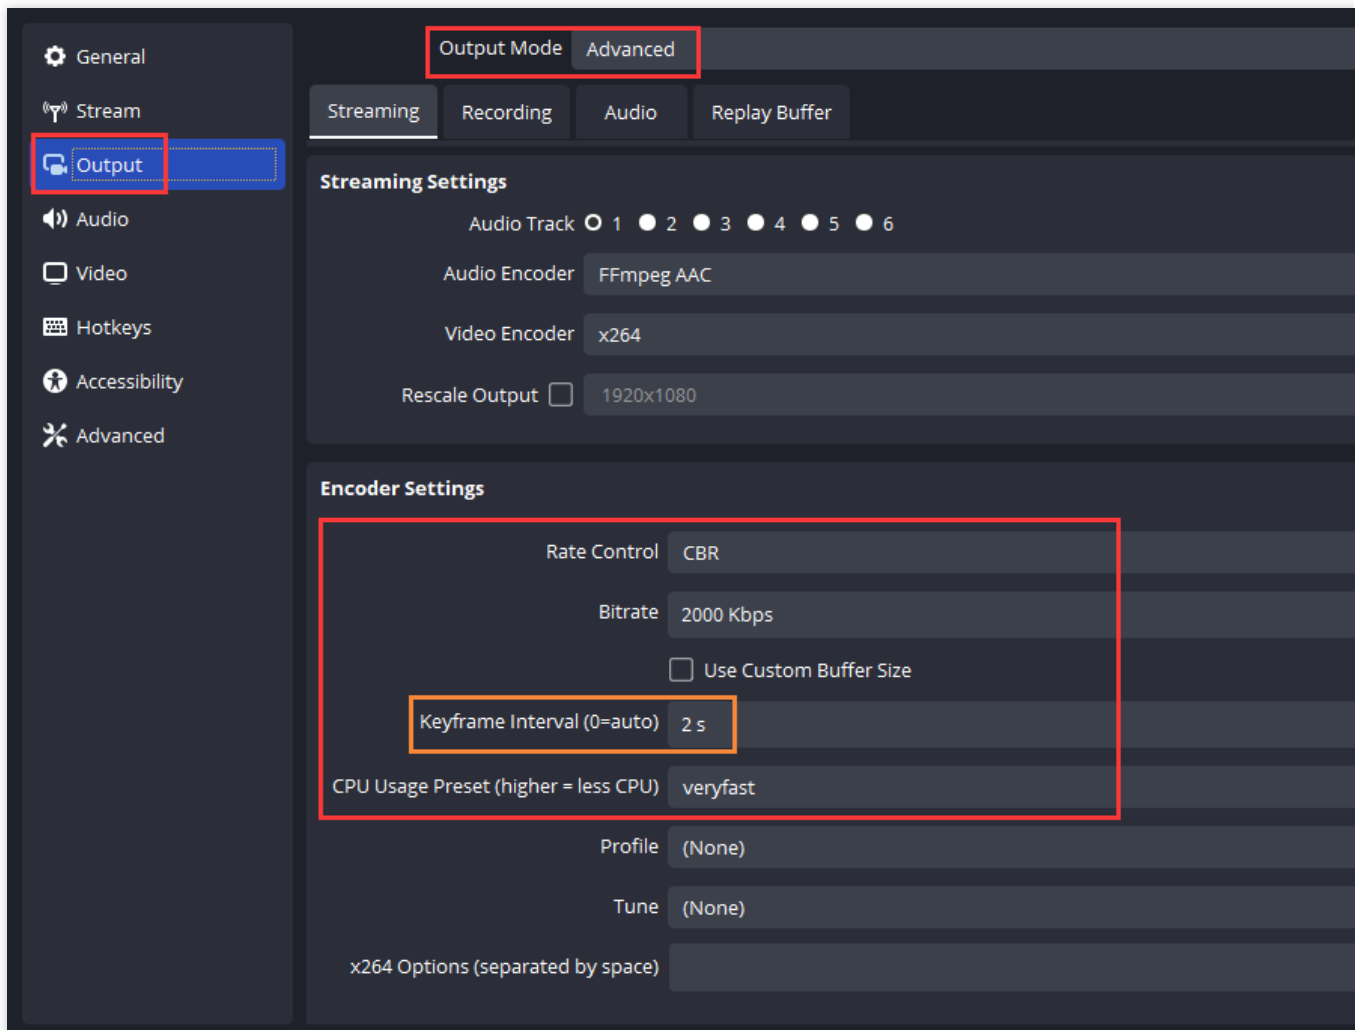 General
Stream
Output
Audio
Video
Hotkeys
Accessibility
Advanced
Output Mode Advanced
Streaming Recording Audio Replay Buffer
Streaming Settings
Audio Track 1 2 3 4 5 6
Audio Encoder FFmpeg AAC
Video Encoder x264
Rescale Output 1920x1080
Encoder Settings
Rate Control CBR
Bitrate 2000 Kbps
Use Custom Buffer Size
Keyframe Interval (0=auto) 2 s
CPU Usage Preset (higher = less CPU) veryfast
Profile (None)
Tune (None)
x264 Options (separated by space)